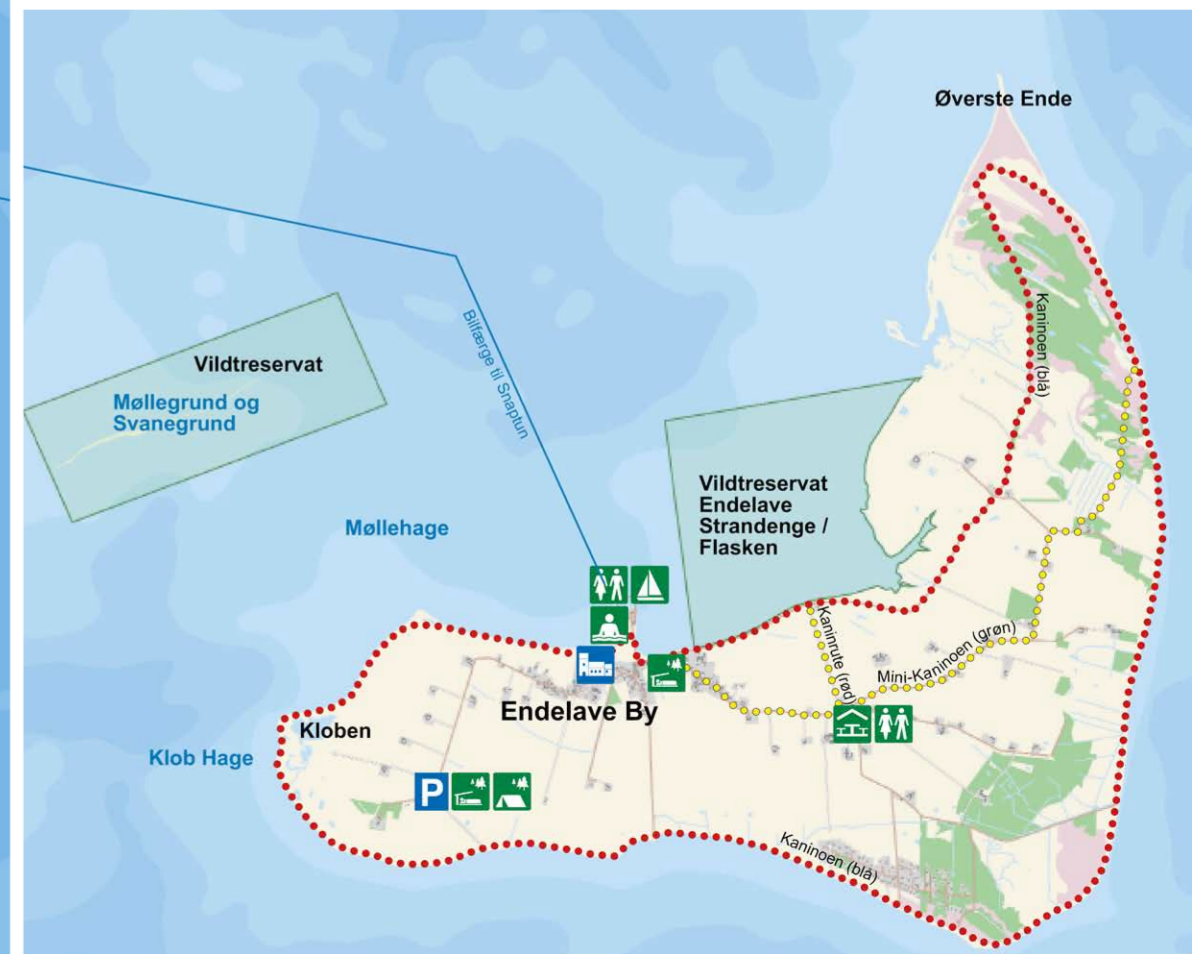 Øverste Ende
Kaninoen (blå)
Bilfærge til Snaptun
Vildtreservat
Møllegrund og
Svanegrund
Vildtreservat
Endelave
Strandenge /
Flasken
Møllehage
Kaninrute (rød)
Mini-Kaninoen (grøn)
Endelave By
Kloben
Klob Hage
P
Kaninoen (blå)